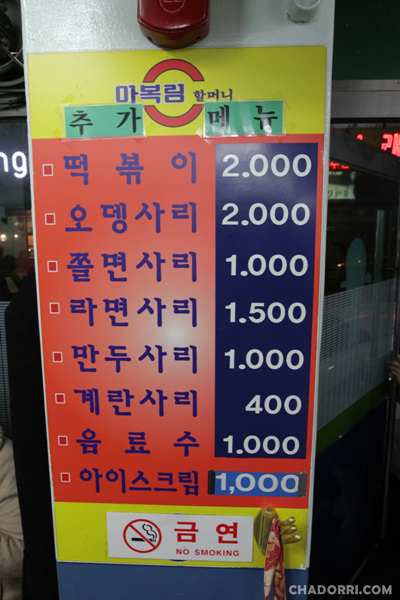 마복림 할머니
추가 메뉴
떡볶이 2.000
오뎅사리 2.000
쫄면사리 1.000
라면사리 1.500
만두사리 1.000
계란사리 400
음료수 1.000
아이스크림 1,000
금연
NO SMOKING
ng
CHADORRI.COM